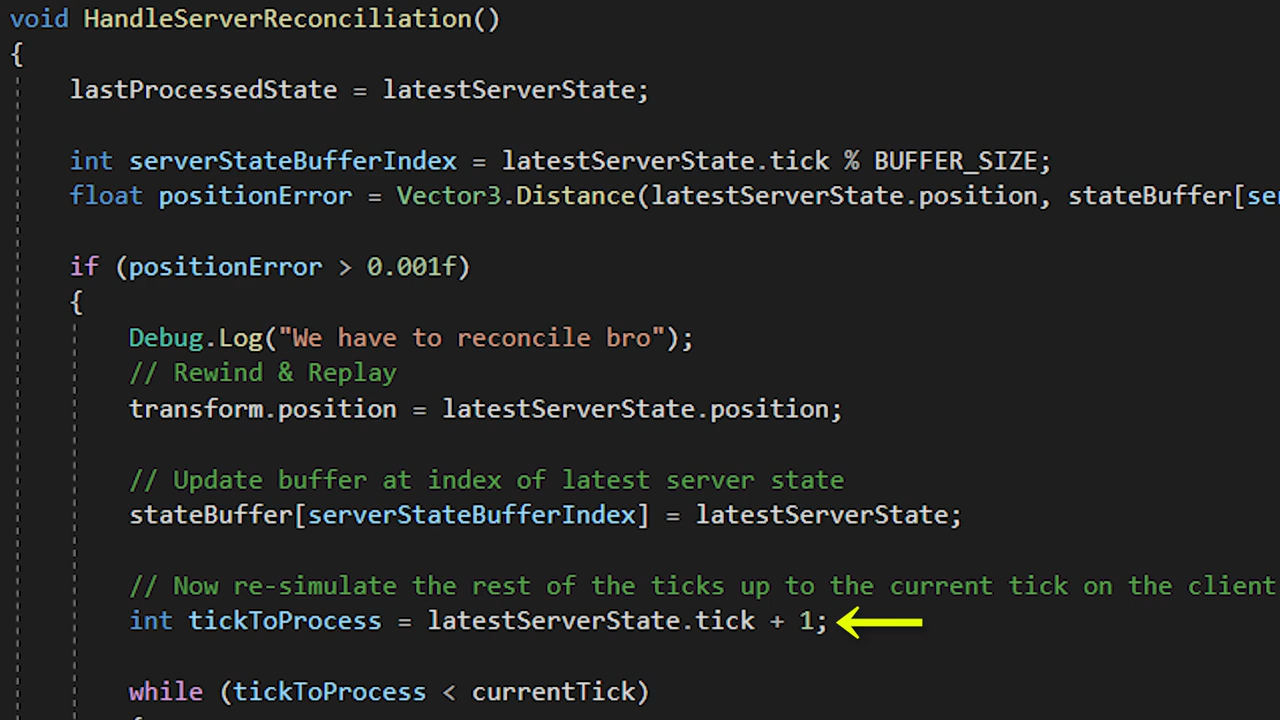 void HandleServerReconciliation()
{
lastProcessedState = latestServerState;
int serverStateBufferIndex = latestServerState.tick % BUFFER_SIZE;
float positionError = Vector3.Distance(latestServerState.position, stateBuffer[se
if (positionError > 0.001f)
{
Debug.Log("We have to reconcile bro");
// Rewind & Replay
transform.position = latestServerState.position;
// Update buffer at index of latest server state
stateBuffer[serverStateBufferIndex] = latestServerState;
// Now re-simulate the rest of the ticks up to the current tick on the client
int tickToProcess = latestServerState.tick + 1;
while (tickToProcess < currentTick)
{